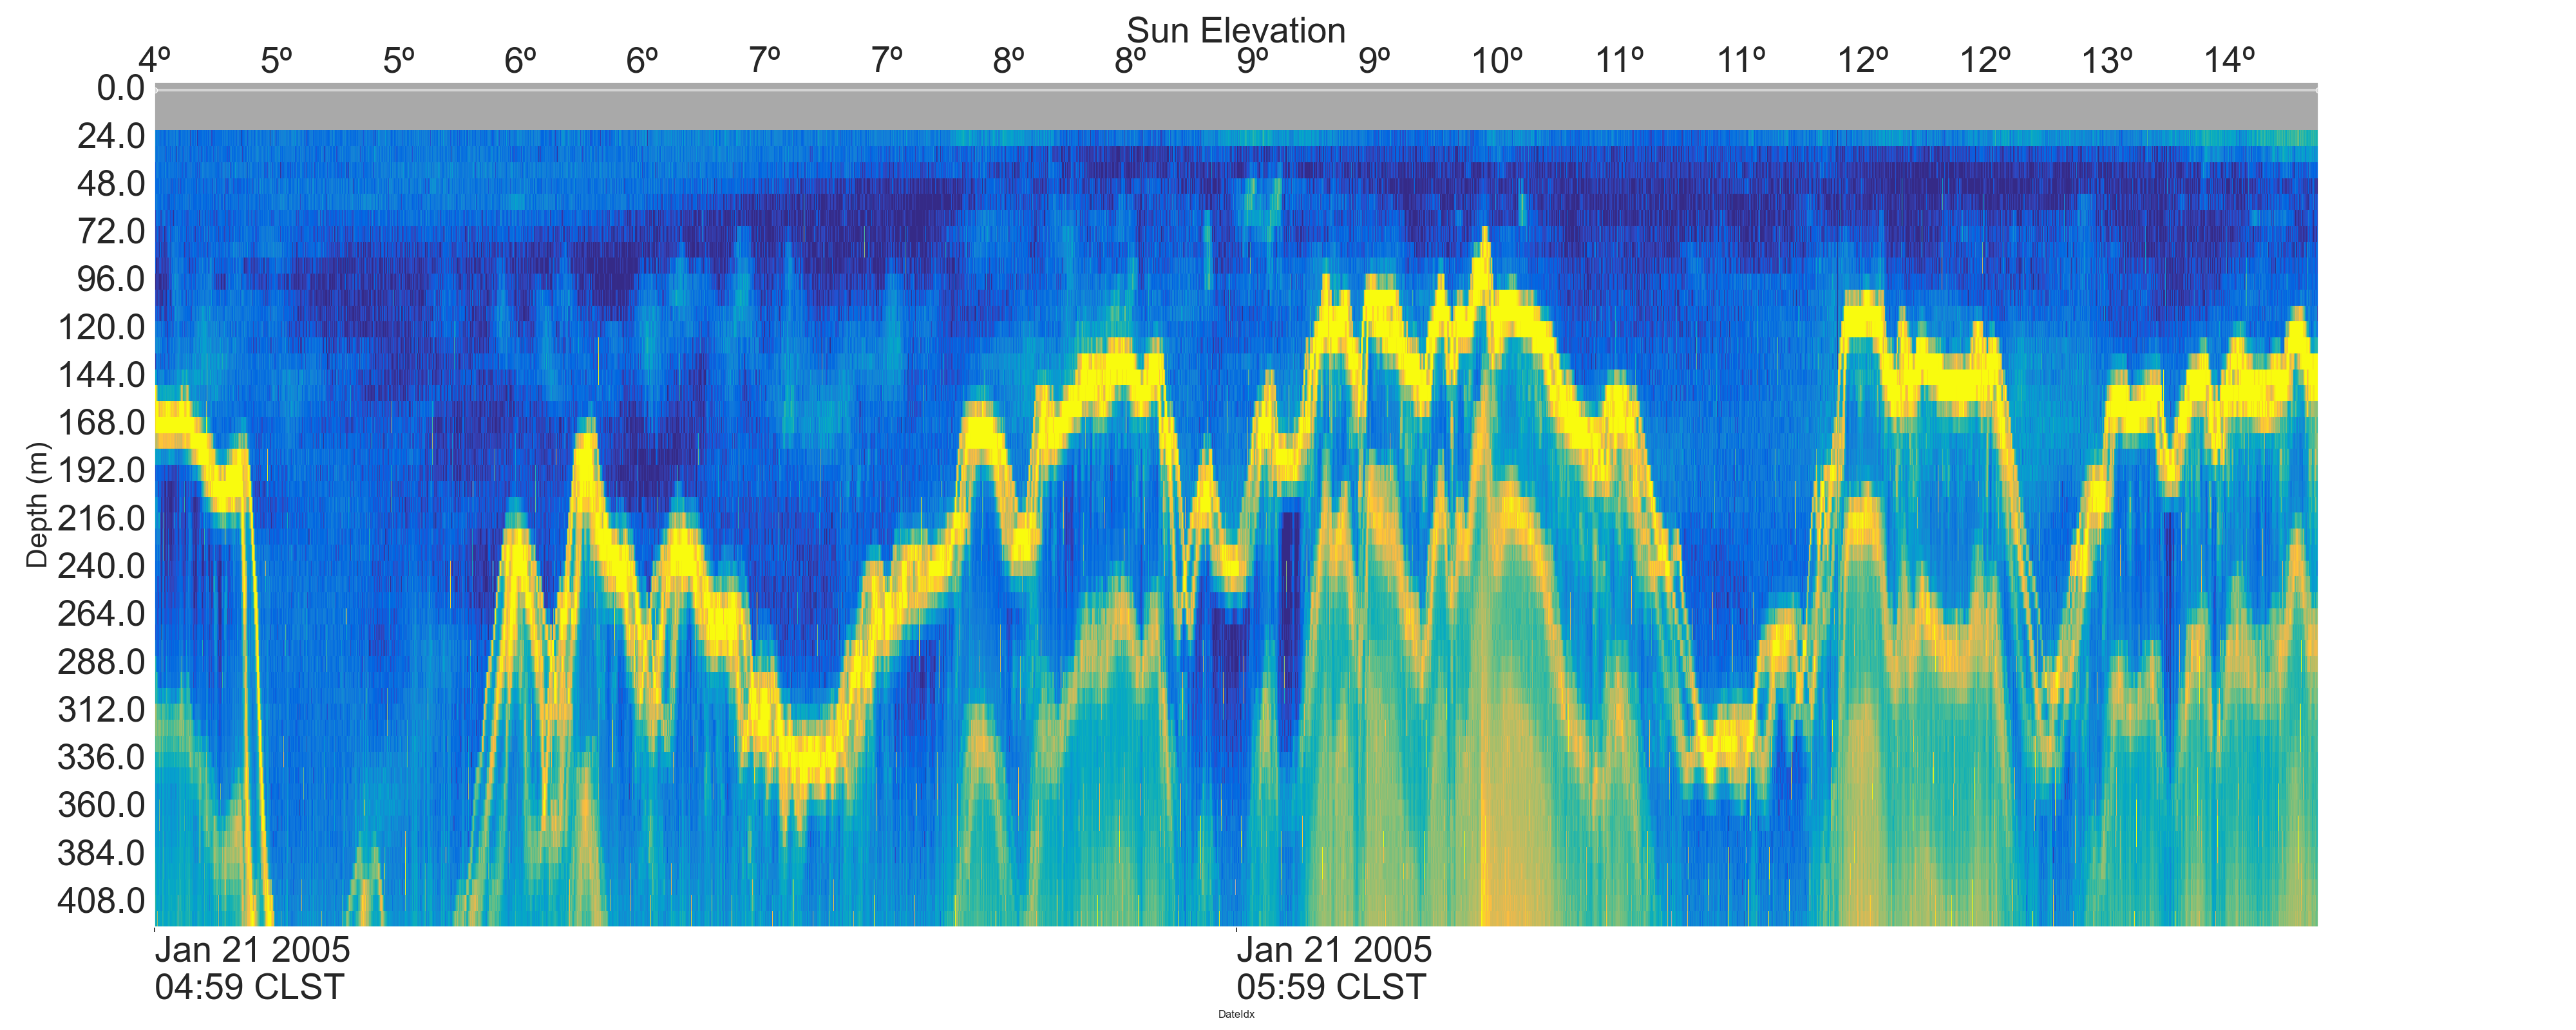 Sun Elevation
4º 5º 5º 6º 6º 7º 7º 8º 8º 9º 9º 10º 11º 11º 12º 12º 13º 14º
0.0
24.0
48.0
72.0
96.0
120.0
144.0
168.0
192.0
216.0
240.0
264.0
288.0
312.0
336.0
360.0
384.0
408.0
Depth (m)
Jan 21 2005
04:59 CLST
Jan 21 2005
05:59 CLST
DateIdx